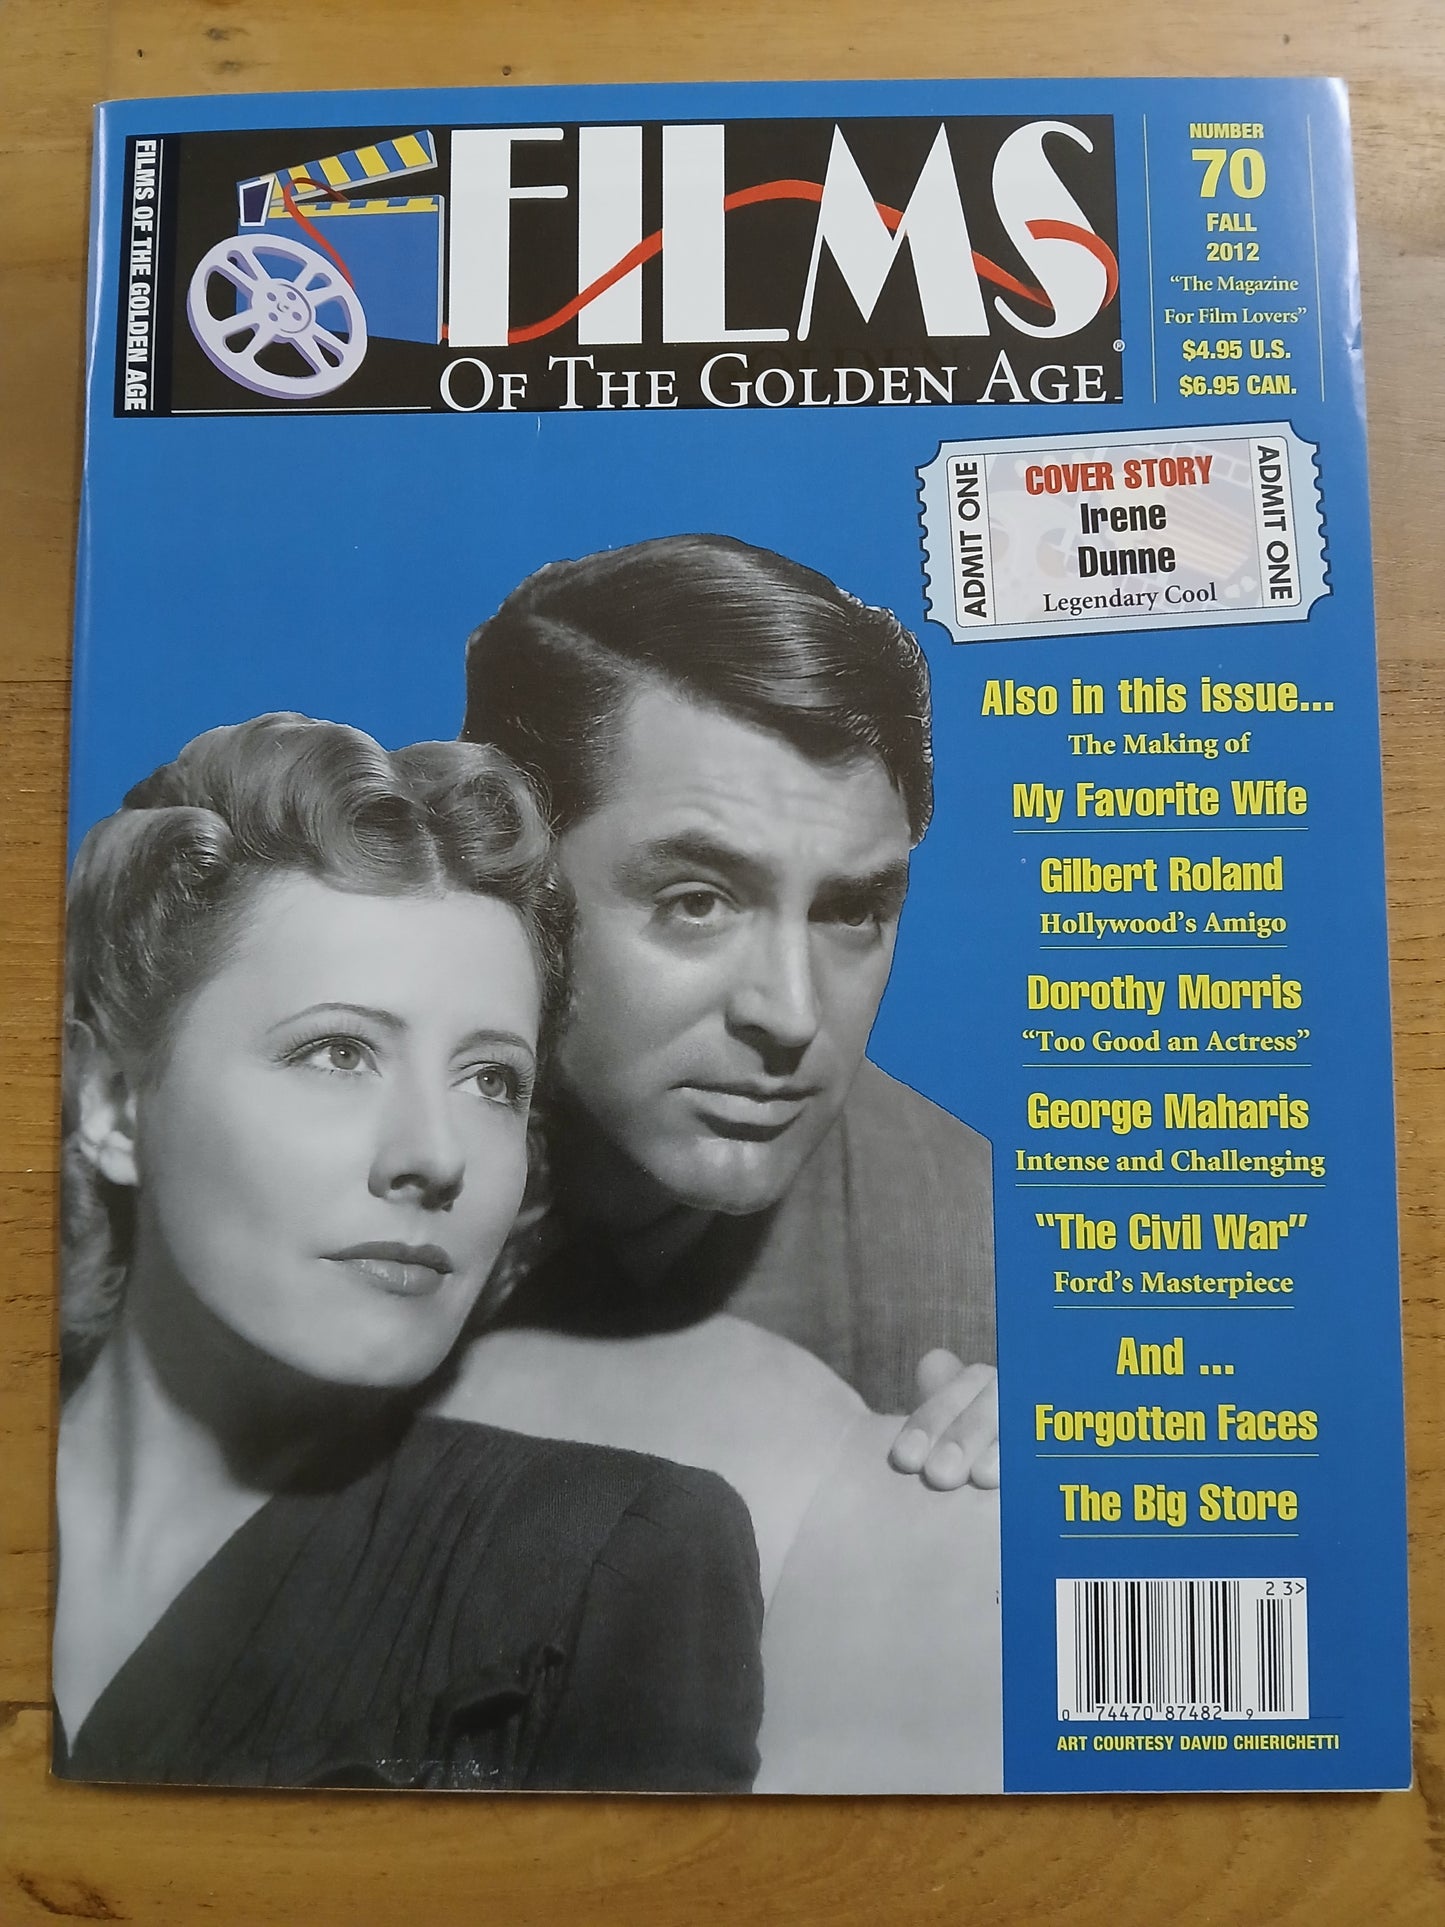 FILMS OF THE GOLDEN AGE
FILMS
®
OF THE GOLDEN AGE
NUMBER
70
FALL
2012
“The Magazine
For Film Lovers”
$4.95 U.S.
$6.95 CAN.
ADMIT ONE
COVER STORY
Irene
Dunne
Legendary Cool
ADMIT ONE
Also in this issue...
The Making of
My Favorite Wife
Gilbert Roland
Hollywood’s Amigo
Dorothy Morris
“Too Good an Actress”
George Maharis
Intense and Challenging
"The Civil War"
Ford’s Masterpiece
And ...
Forgotten Faces
The Big Store
2 3>
0 74470 87482 9
ART COURTESY DAVID CHIERICHETTI